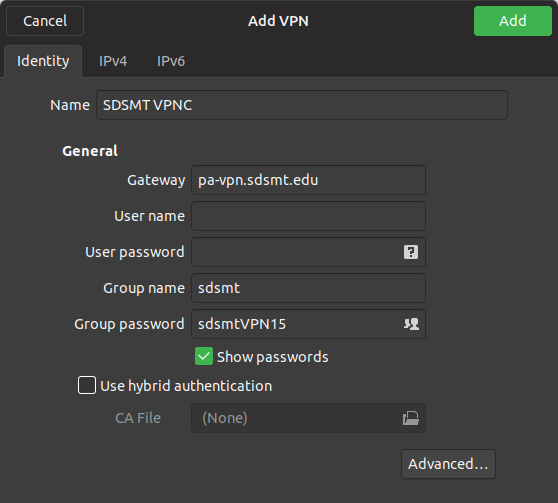 Cancel Add VPN Add
Identity IPv4 IPv6
Name SDSMT VPNC
General
Gateway pa-vpn.sdsmt.edu
User name
User password
Group name sdsmt
Group password sdsmtVPN15
Show passwords
Use hybrid authentication
CA File (None)
Advanced...